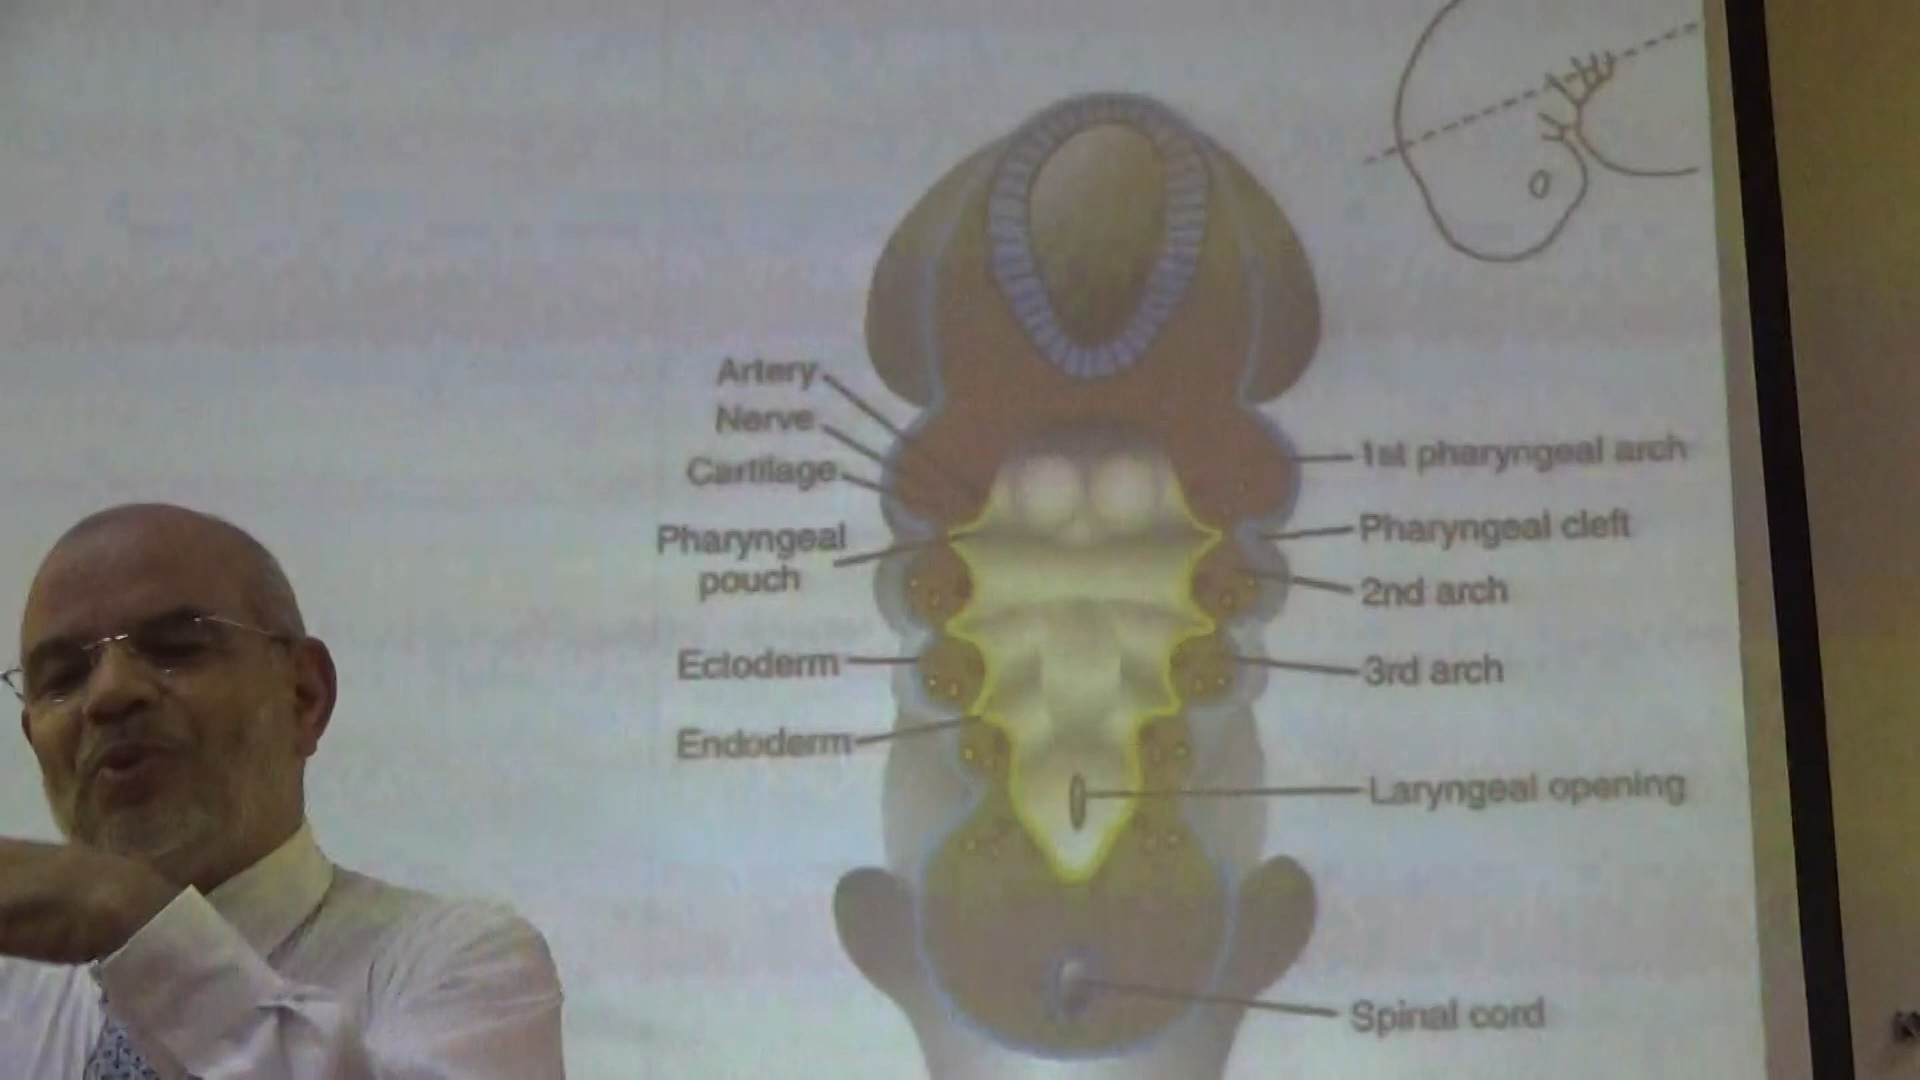 Artery
Nerve
Cartilage
Pharyngeal
pouch
Ectoderm
Endoderm
1st pharyngeal arch
Pharyngeal cleft
2nd arch
3rd arch
Laryngeal opening
Spinal cord